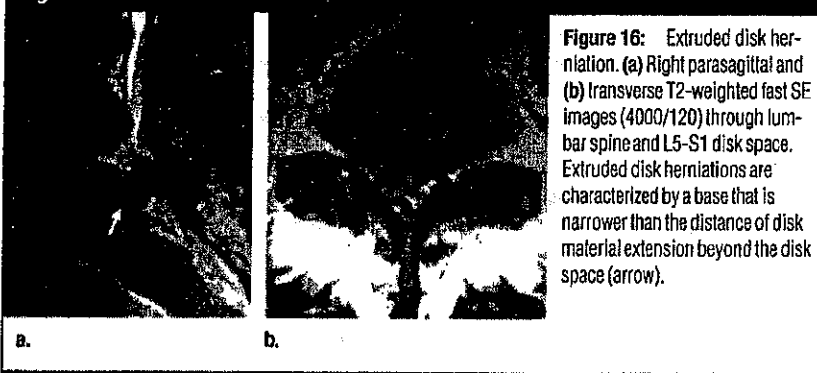 Figure 16: Extruded disk her-
niation. (a) Right parasagittal and
(b) transverse T2-weighted fast SE
images (4000/120) through lum-
bar spine and L5-S1 disk space.
Extruded disk herniations are
characterized by a base that is
narrower than the distance of disk
material extension beyond the disk
space (arrow).
a.
b.